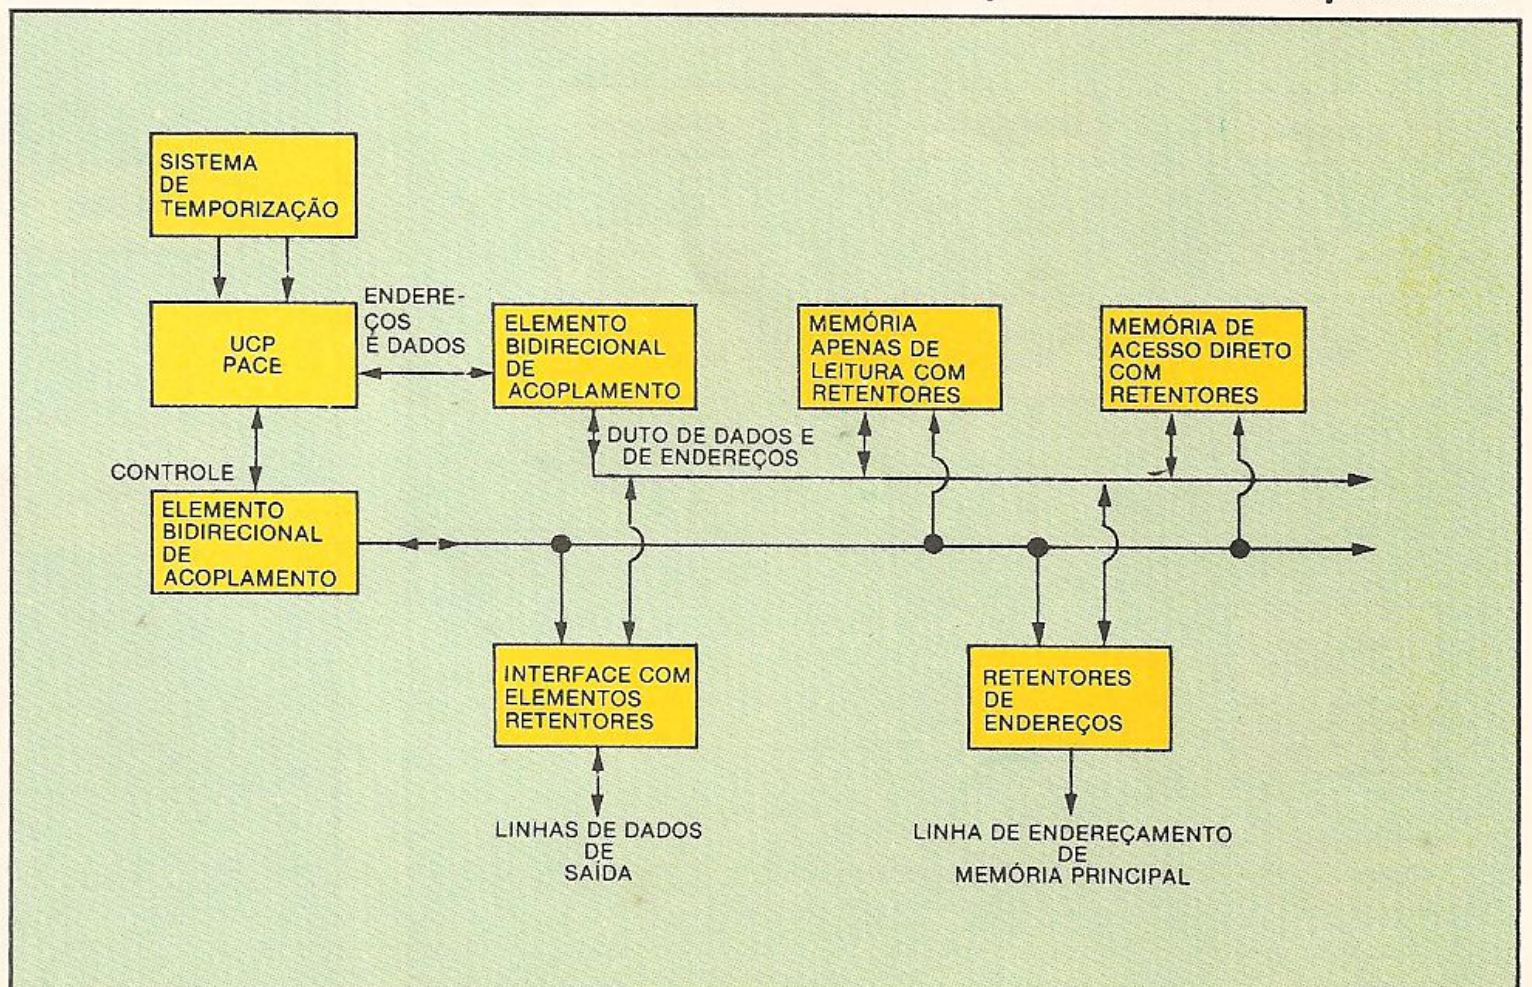 SISTEMA
DE
TEMPORIZAÇÃO
UCP
PACE
ENDERE-
ÇOS
E DADOS
ELEMENTO
BIDIRECIONAL
DE
ACOPLAMENTO
MEMÓRIA
APENAS DE
LEITURA COM
RETENTORES
MEMÓRIA DE
ACESSO DIRETO
COM
RETENTORES
DUTO DE DADOS E
DE ENDEREÇOS
CONTROLE
ELEMENTO
BIDIRECIONAL
DE
ACOPLAMENTO
INTERFACE COM
ELEMENTOS
RETENTORES
RETENTORES
DE
ENDEREÇOS
LINHAS DE DADOS
DE
SAÍDA
LINHA DE ENDEREÇAMENTO
DE
MEMÓRIA PRINCIPAL